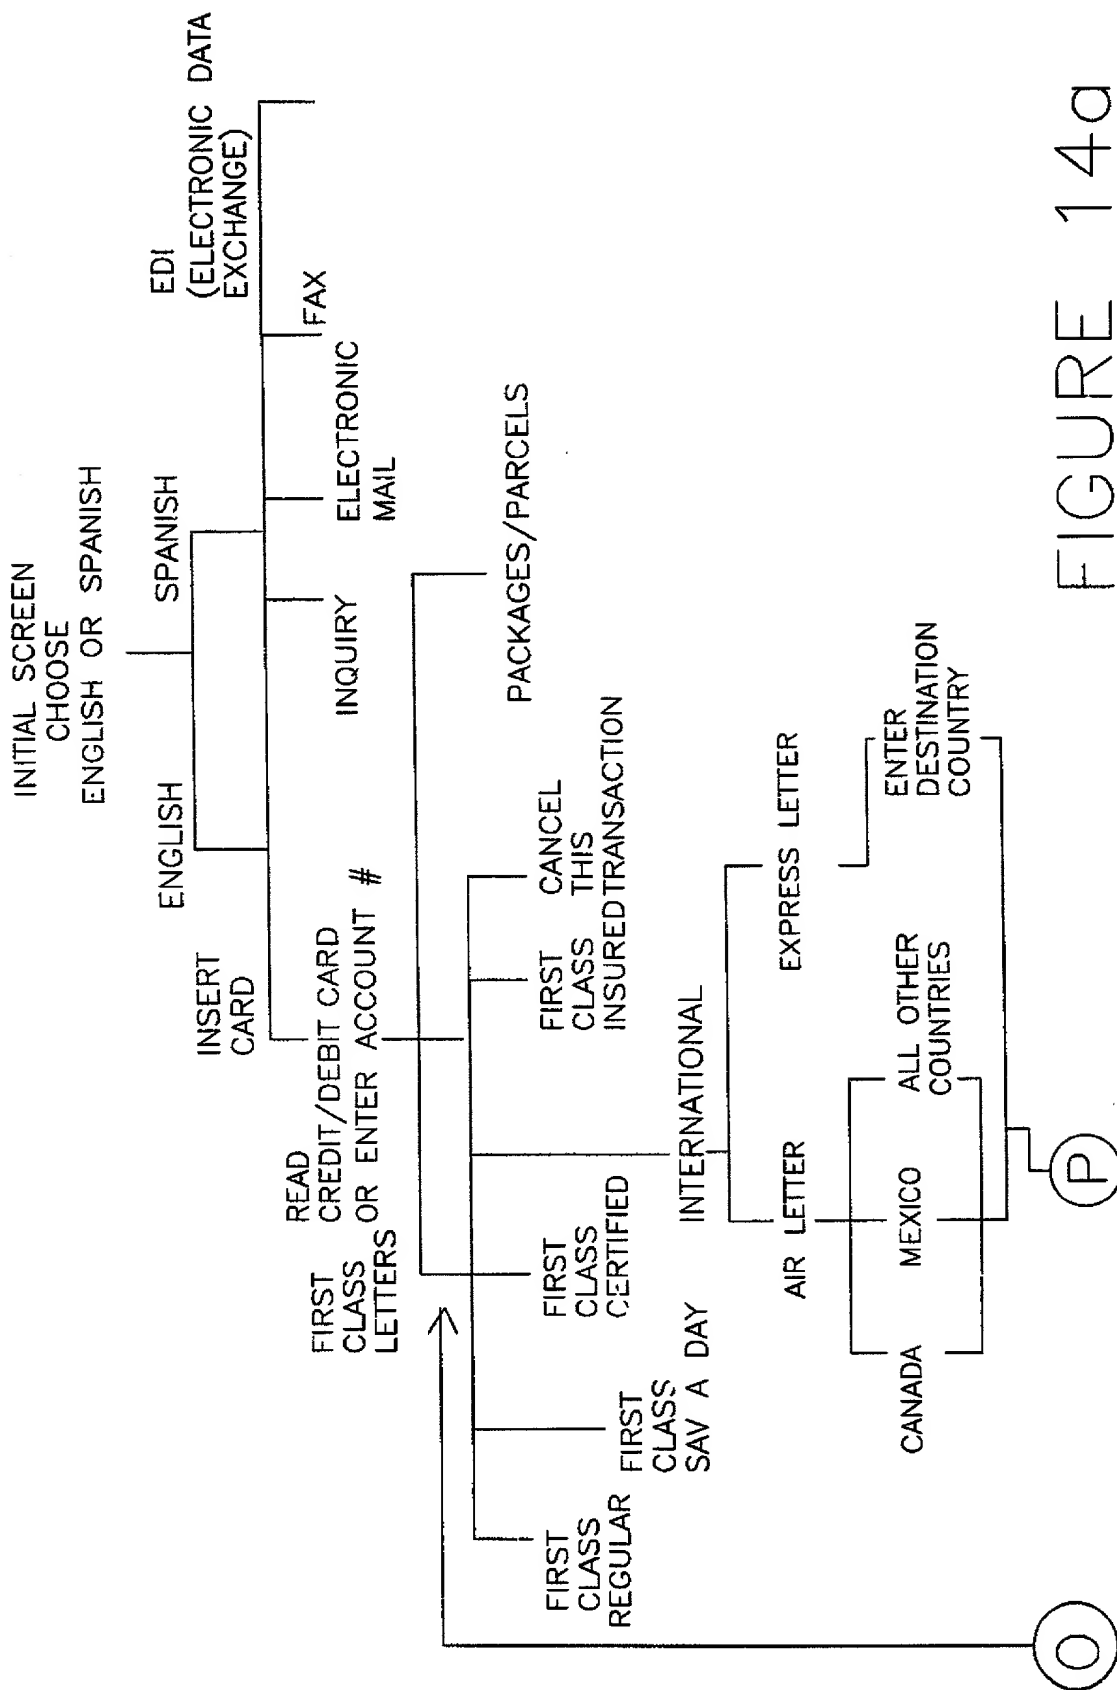 INITIAL SCREEN
CHOOSE
ENGLISH OR SPANISH
ENGLISH
SPANISH
INSERT
CARD
EDI
(ELECTRONIC DATA
EXCHANGE)
READ
CREDIT/DEBIT CARD
OR ENTER ACCOUNT #
INQUIRY
ELECTRONIC
MAIL
FAX
FIRST
CLASS
LETTERS
PACKAGES/PARCELS
FIRST
CLASS
REGULAR
FIRST
CLASS
SAV A DAY
FIRST
CLASS
CERTIFIED
INTERNATIONAL
FIRST
CLASS
INSURED
CANCEL
THIS
TRANSACTION
AIR LETTER
EXPRESS LETTER
CANADA
MEXICO
ALL OTHER
COUNTRIES
ENTER
DESTINATION
COUNTRY
O
P
FIGURE 14a